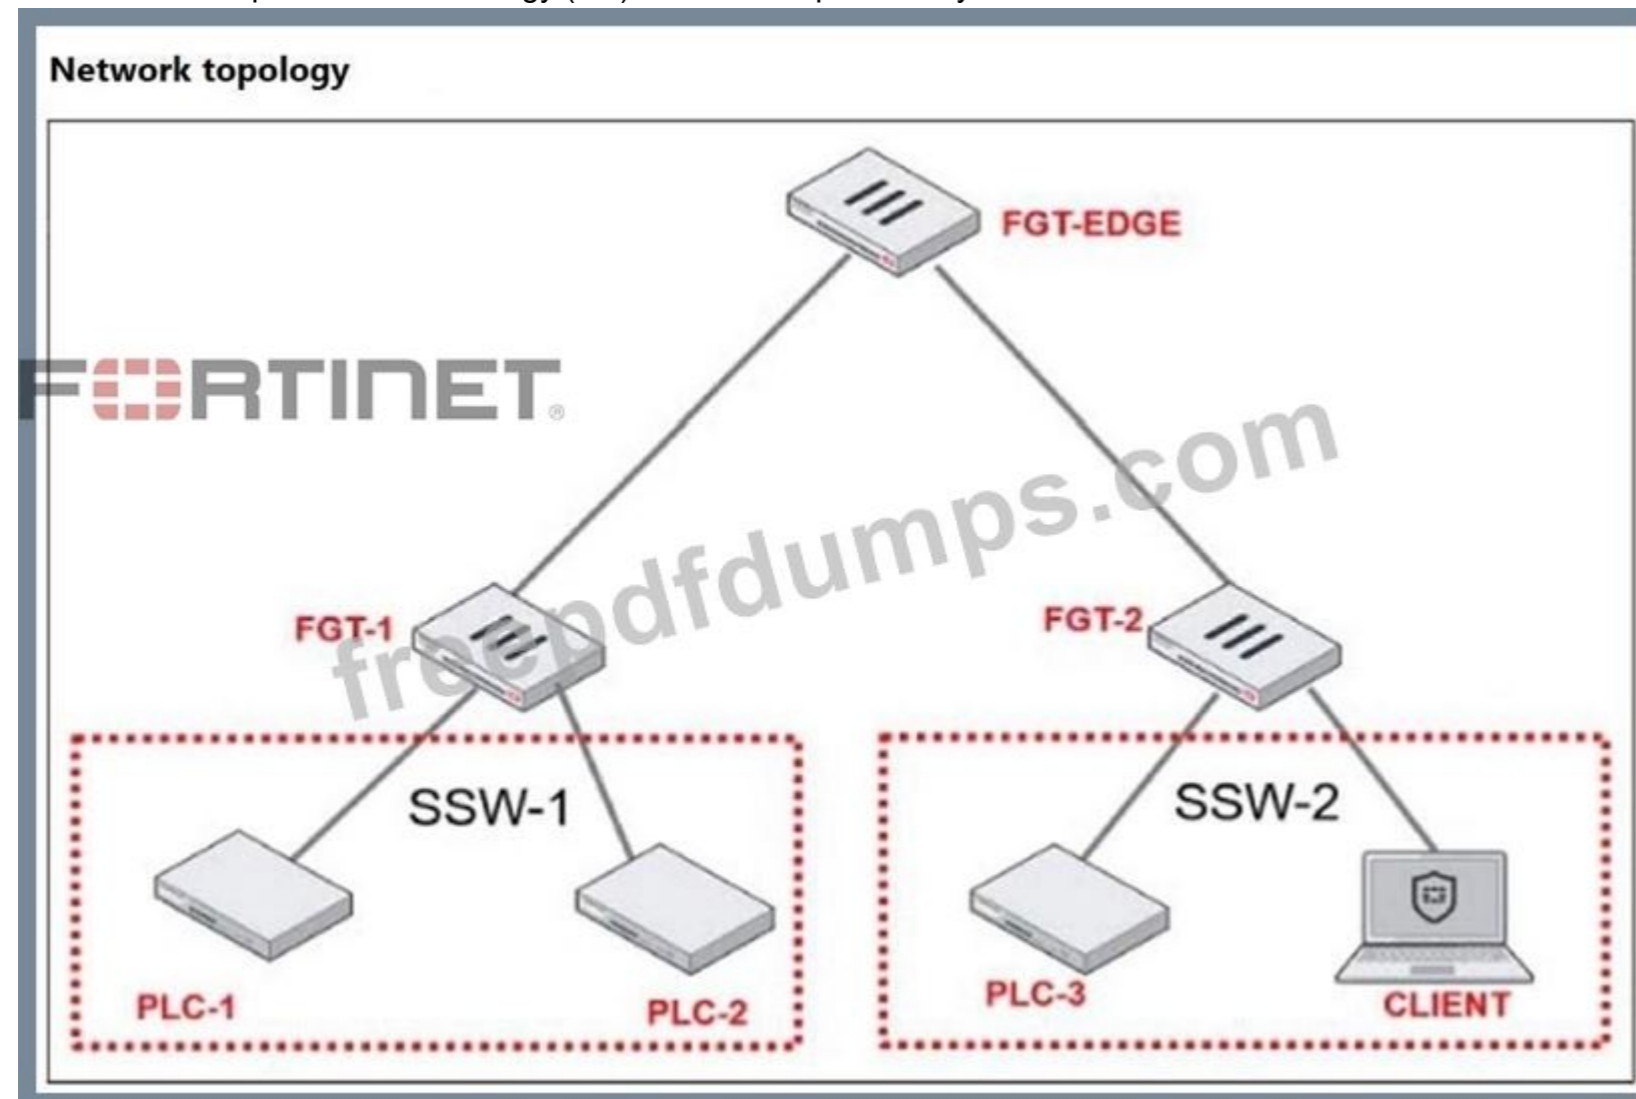 Network topology
FGT-EDGE
FORTINET
freepdfdumps.com
FGT-1
FGT-2
SSW-1
SSW-2
PLC-1
PLC-2
PLC-3
CLIENT